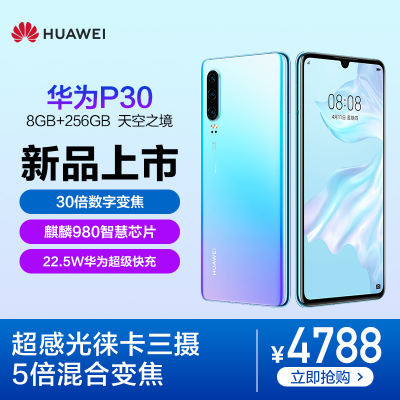 HUAWEI
华为P30
8GB+256GB 天空之境
新品上市
30倍数字变焦
麒麟980智慧芯片
22.5W华为超级快充
HUAWEI
08:08
超感光徕卡三摄
5倍混合变焦
¥4788
立即抢购>